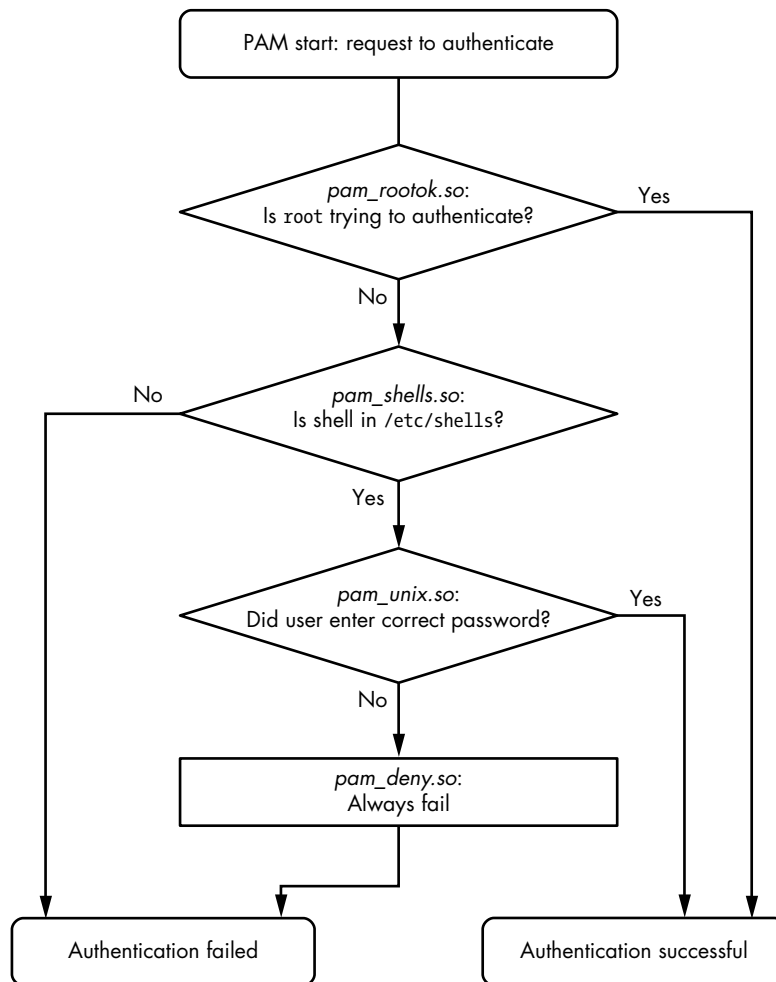 PAM start: request to authenticate
pam_rootok.so:
Is root trying to authenticate?
Yes
No
pam_shells.so:
Is shell in /etc/shells?
No
Yes
pam_unix.so:
Did user enter correct password?
Yes
No
pam_deny.so:
Always fail
Authentication failed
Authentication successful